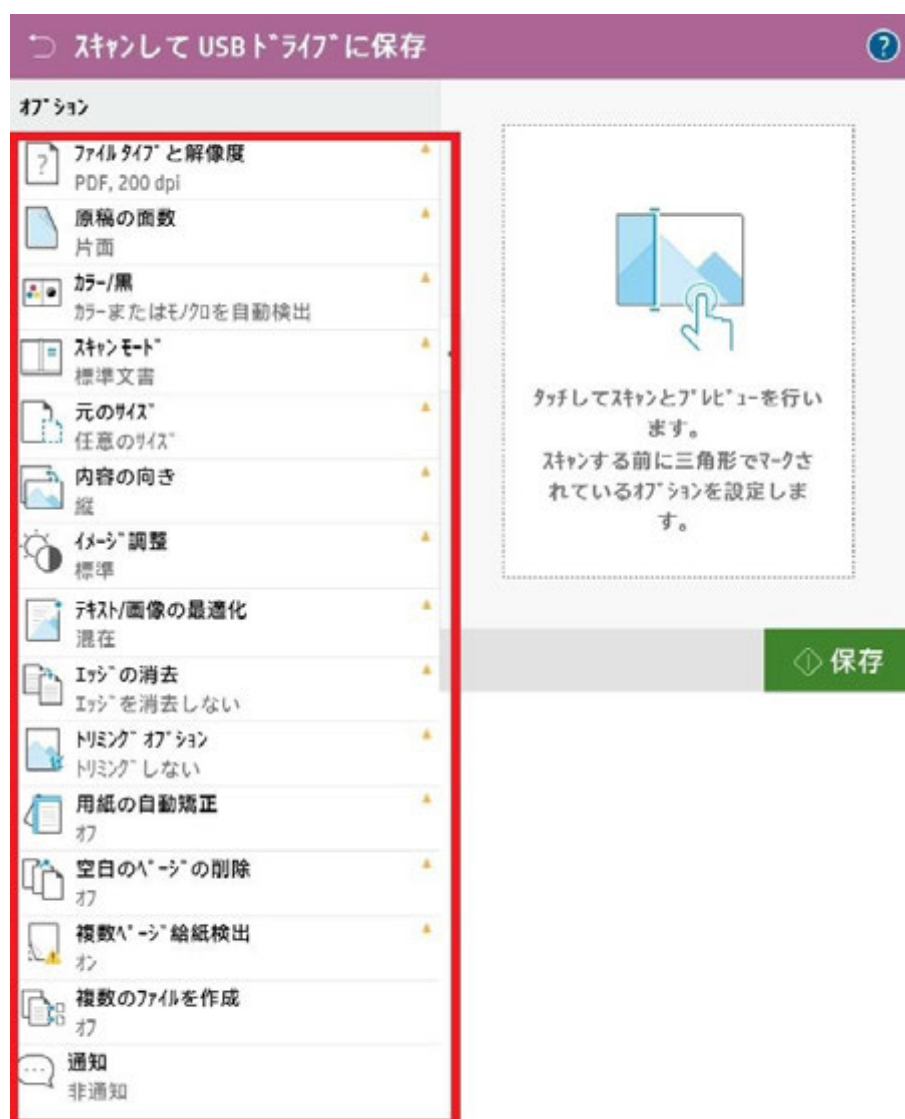 スキャンして USBドライブに保存
?
オプション
ファイル タイプと解像度
PDF, 200 dpi
原稿の面数
片面
カラー/黒
カラーまたはモノクロを自動検出
スキャン モード
標準文書
元のサイズ
任意のサイズ
内容の向き
縦
イメージ調整
標準
テキスト/画像の最適化
混在
エッジの消去
エッジを消去しない
トリミング オプション
トリミングしない
用紙の自動矯正
オフ
空白のページの削除
オフ
複数ページ給紙検出
オン
複数のファイルを作成
オフ
通知
非通知
タッチしてスキャンとプレビューを行い
ます。
スキャンする前に三角形でマークさ
れているオプションを設定しま
す。
保存